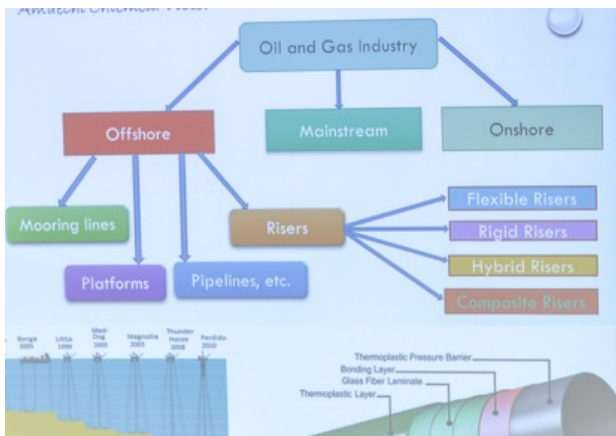 Oil and Gas Industry
Offshore
Mainstream
Onshore
Mooring lines
Platforms
Pipelines, etc.
Risers
Flexible Risers
Rigid Risers
Hybrid Risers
Composite Risers
Bonga
2005
URSA
1999
Mad-
Dog
2005
Magnolia
2005
Thunder
Horse
2008
Perdido
2010
Thermoplastic Pressure Barrier
Bonding Layer
Glass Fiber Laminate
Thermoplastic Layer